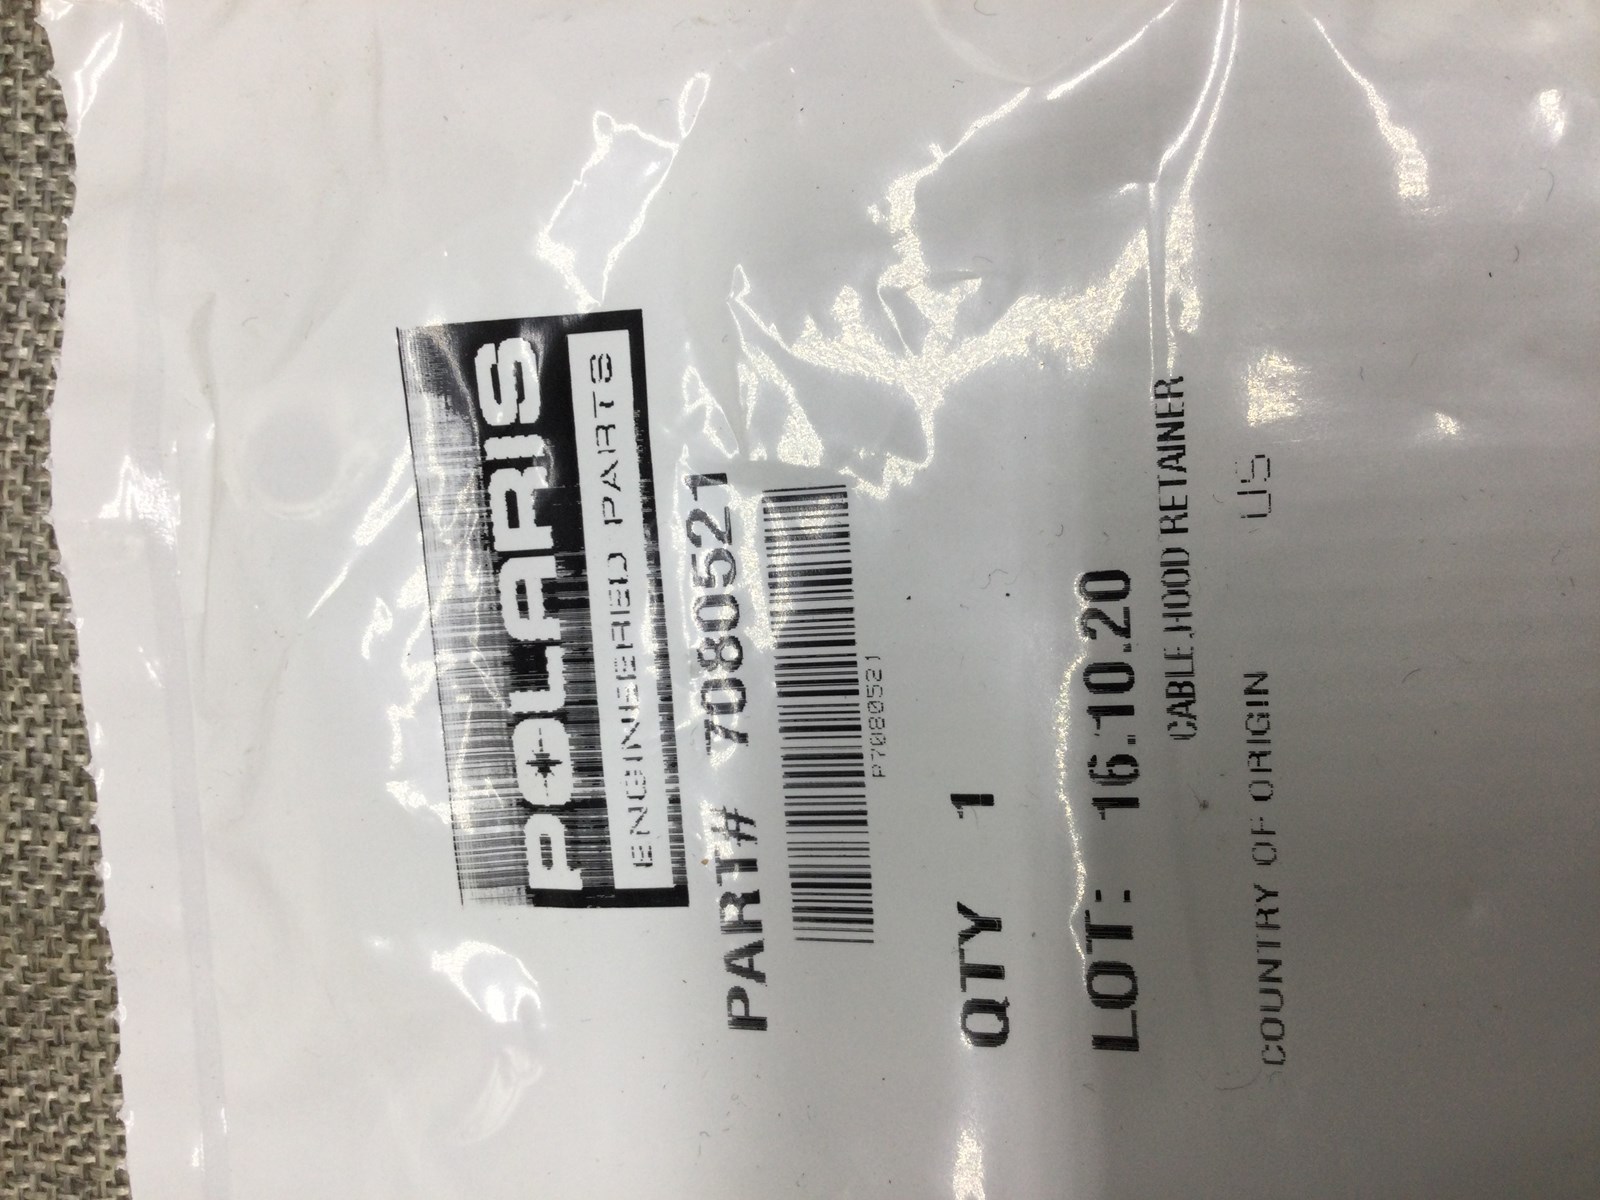 POLARIS
ENGINEERED PARTS
PART# 7080521
P7080521
QTY 1
LOT: 16.10.20
CABLE,HOOD RETAINER
COUNTRY OF ORIGIN US